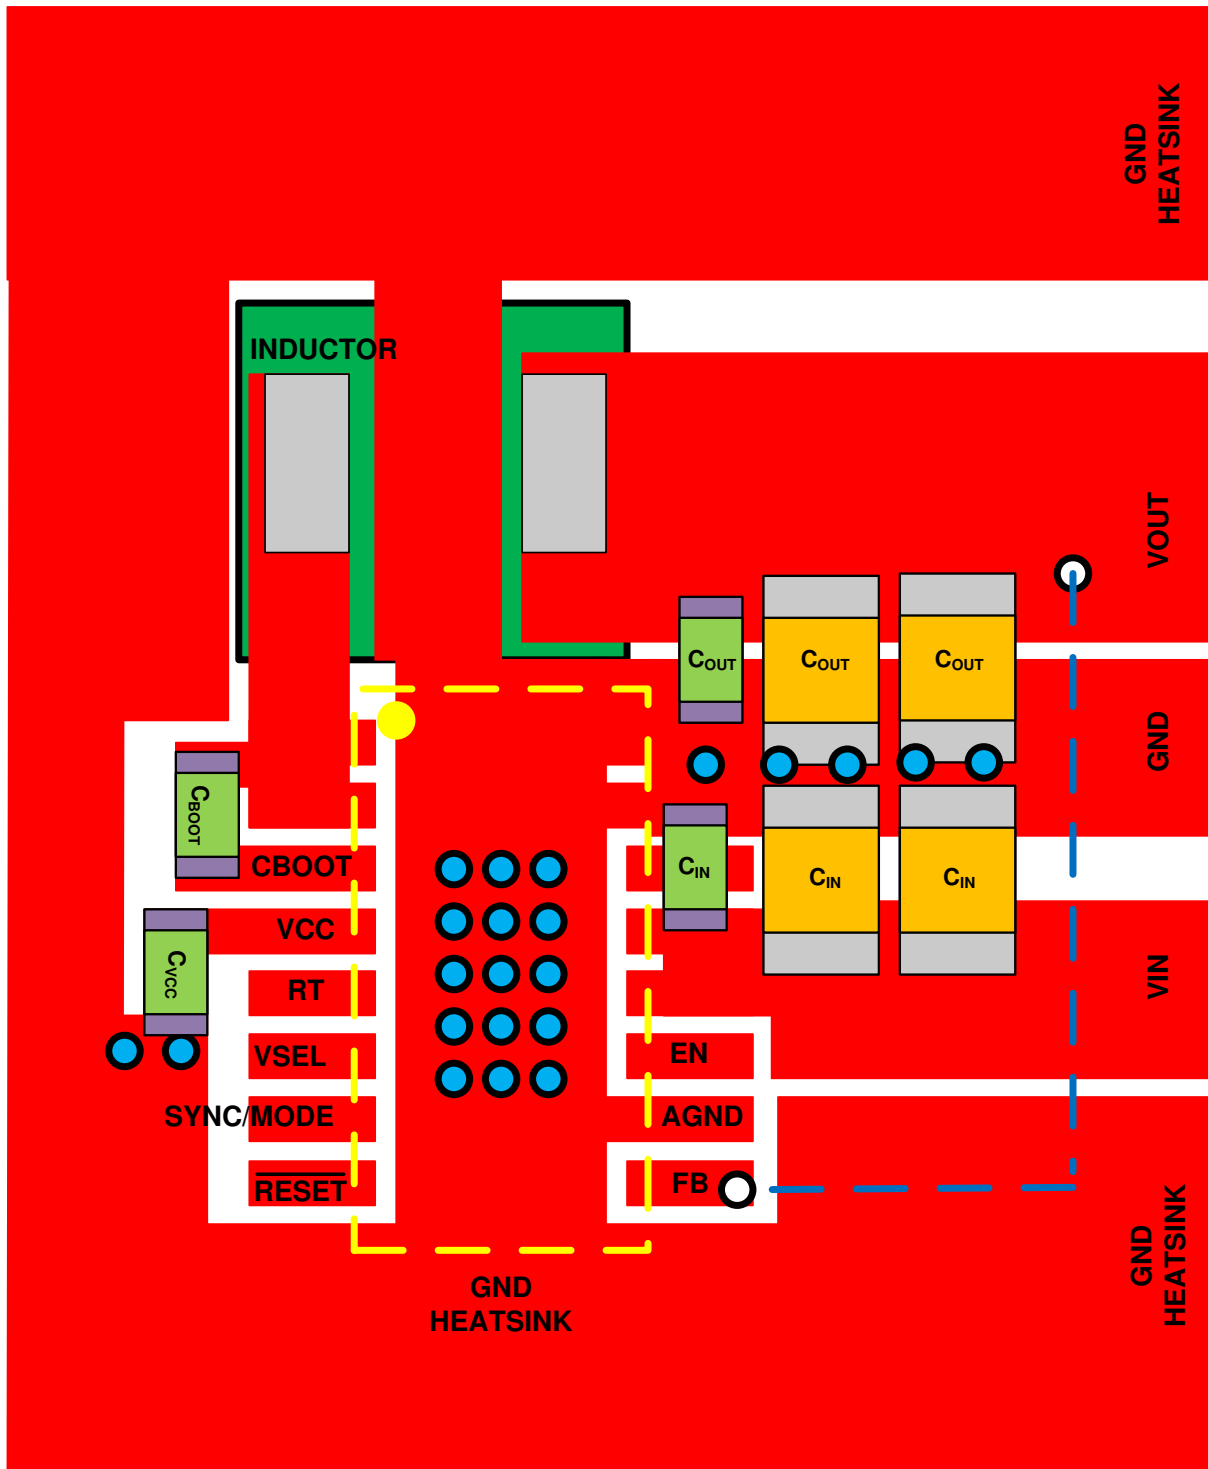 GND
HEATSINK
INDUCTOR
VOUT
COUT
COUT
COUT
GND
CBOOT
CIN
CIN
CIN
CBOOT
VCC
CVCC
VIN
RT
VSEL
EN
SYNC/MODE
AGND
RESET
FB
GND
HEATSINK
GND
HEATSINK